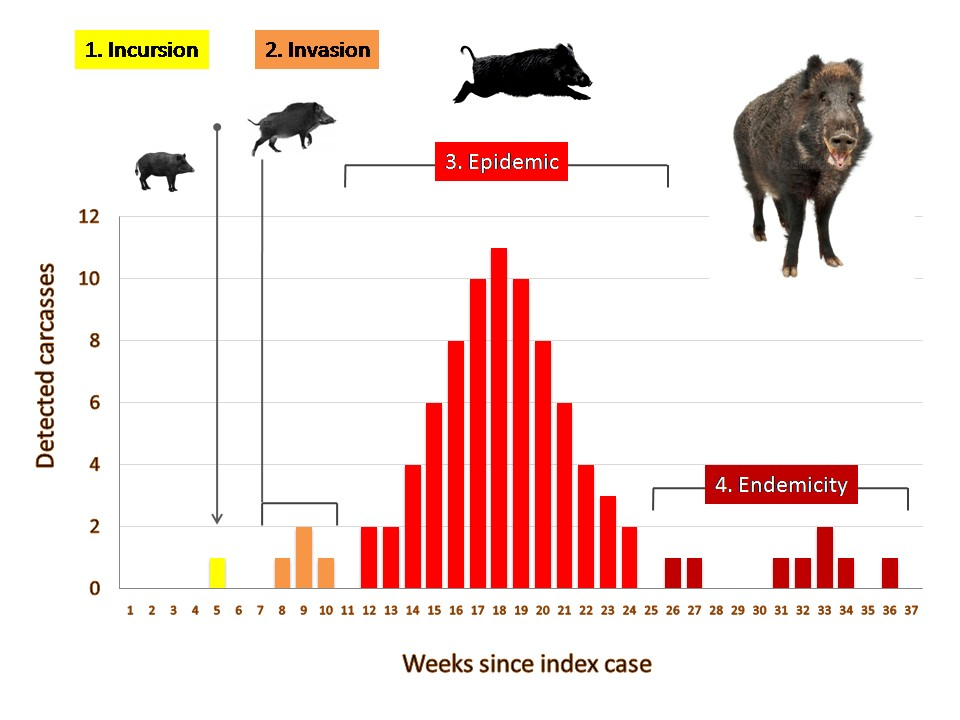 1. Incursion
2. Invasion
3. Epidemic
12
10
8
6
4
2
0
Detected carcasses
4. Endemicity
1 2 3 4 5 6 7 8 9 10 11 12 13 14 15 16 17 18 19 20 21 22 23 24 25 26 27 28 29 30 31 32 33 34 35 36 37
Weeks since index case